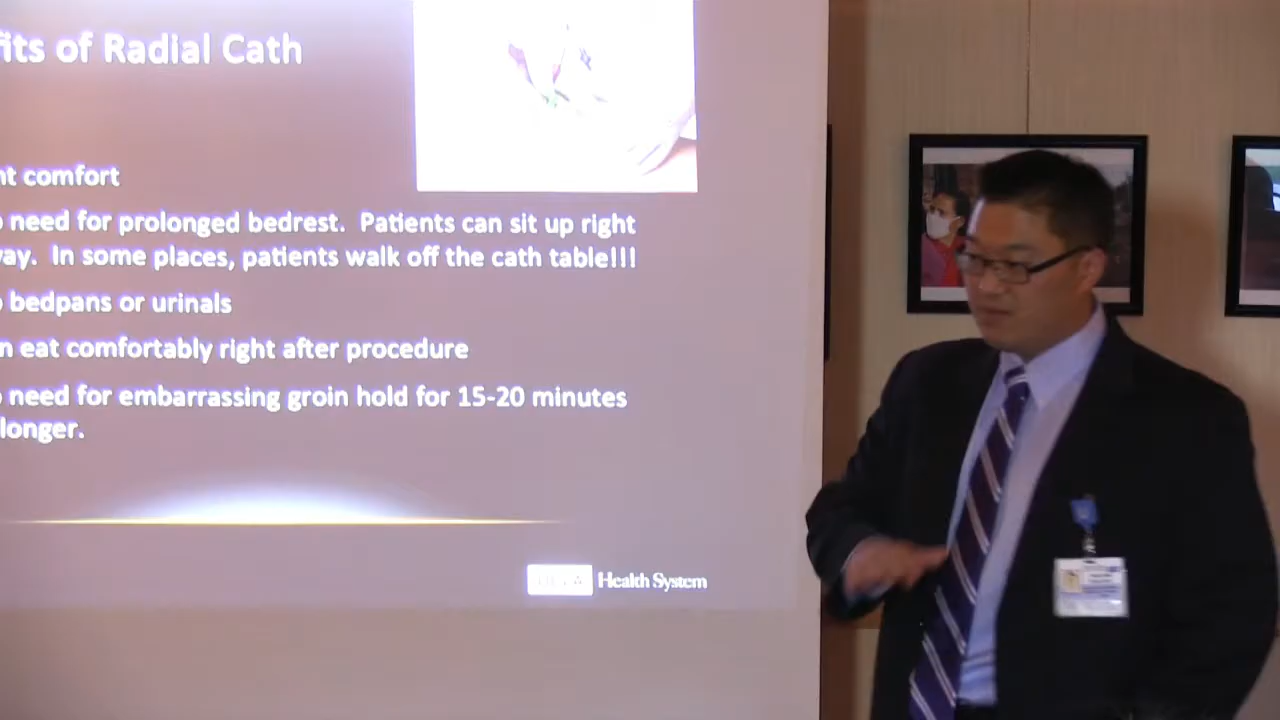 fits of Radial Cath
nt comfort
need for prolonged bedrest. Patients can sit up right
ay. In some places, patients walk off the cath table!!!
bedpans or urinals
n eat comfortably right after procedure
need for embarrassing groin hold for 15-20 minutes
longer.
Health System